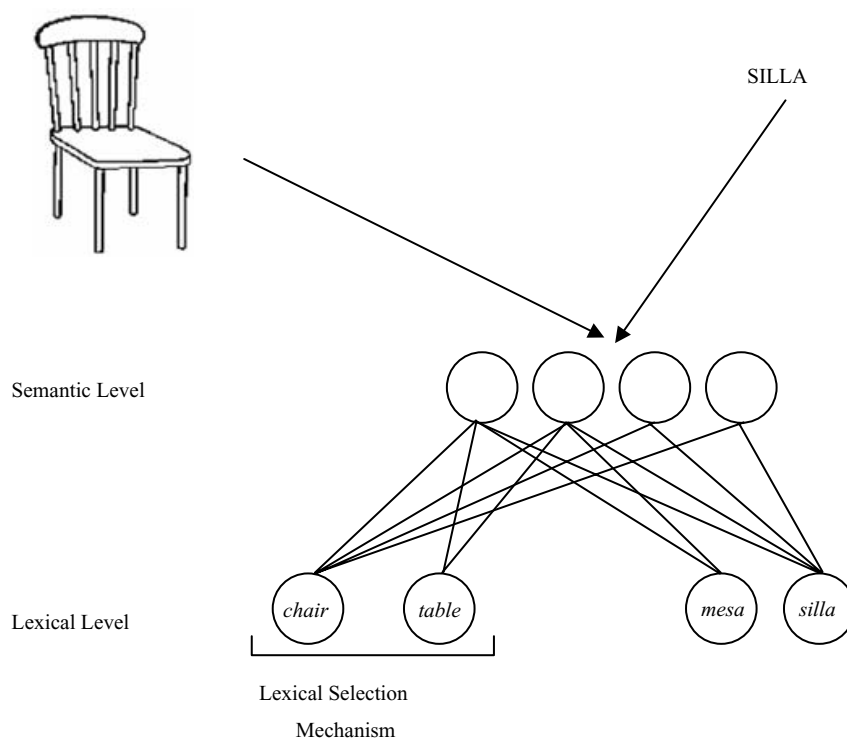 SILLA
Semantic Level
Lexical Level
chair
table
mesa
silla
Lexical Selection
Mechanism